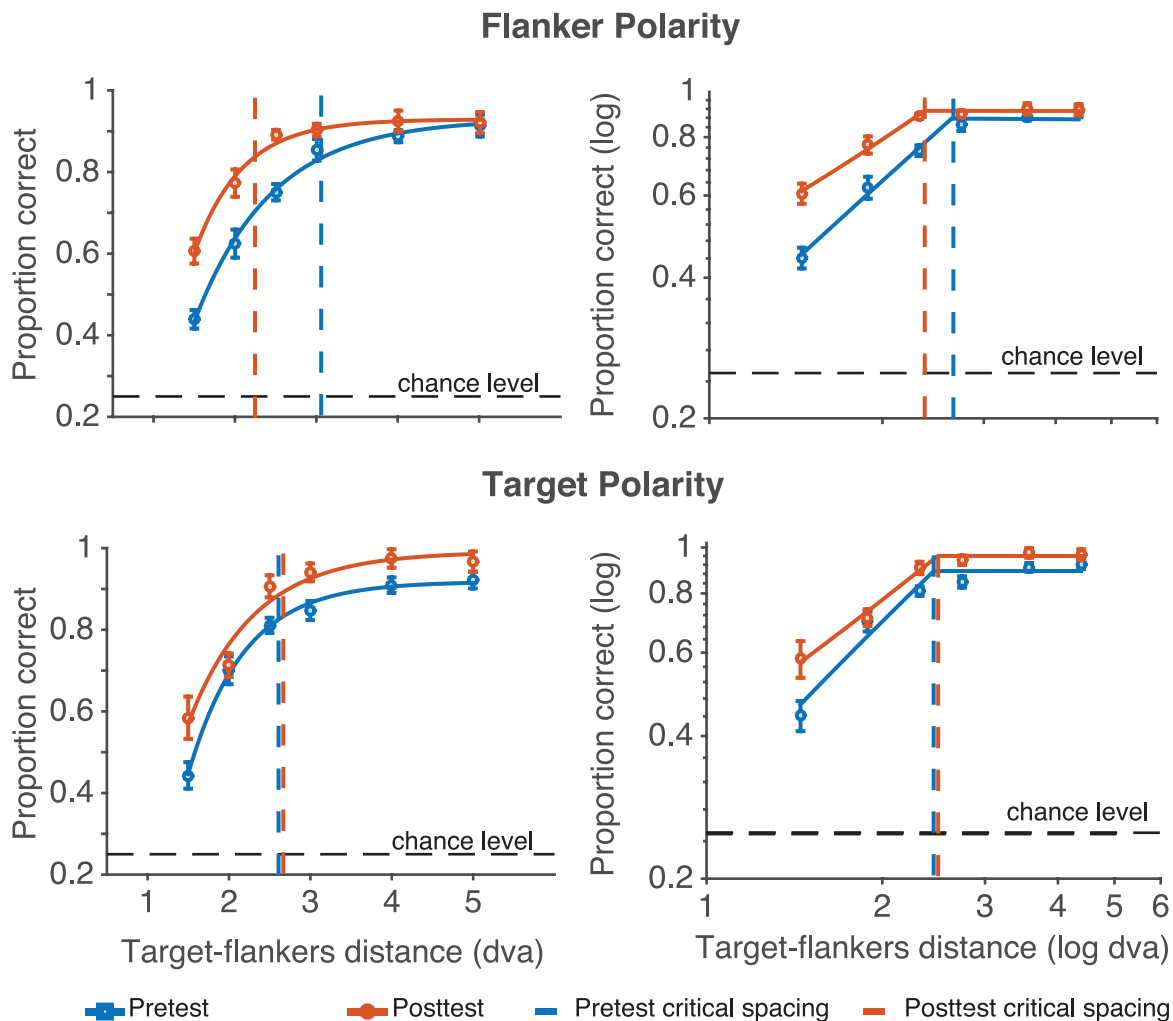 Flanker Polarity
Proportion correct
1
0.8
0.6
0.4
0.2
chance level
Proportion correct (log)
1
0.8
0.6
0.4
0.2
chance level
Target Polarity
Proportion correct
1
0.8
0.6
0.4
0.2
chance level
1 2 3 4 5
Target-flankers distance (dva)
Proportion correct (log)
1
0.8
0.6
0.4
0.2
chance level
1 2 3 4 5 6
Target-flankers distance (log dva)
Pretest Posttest Pretest critical spacing Posttest critical spacing